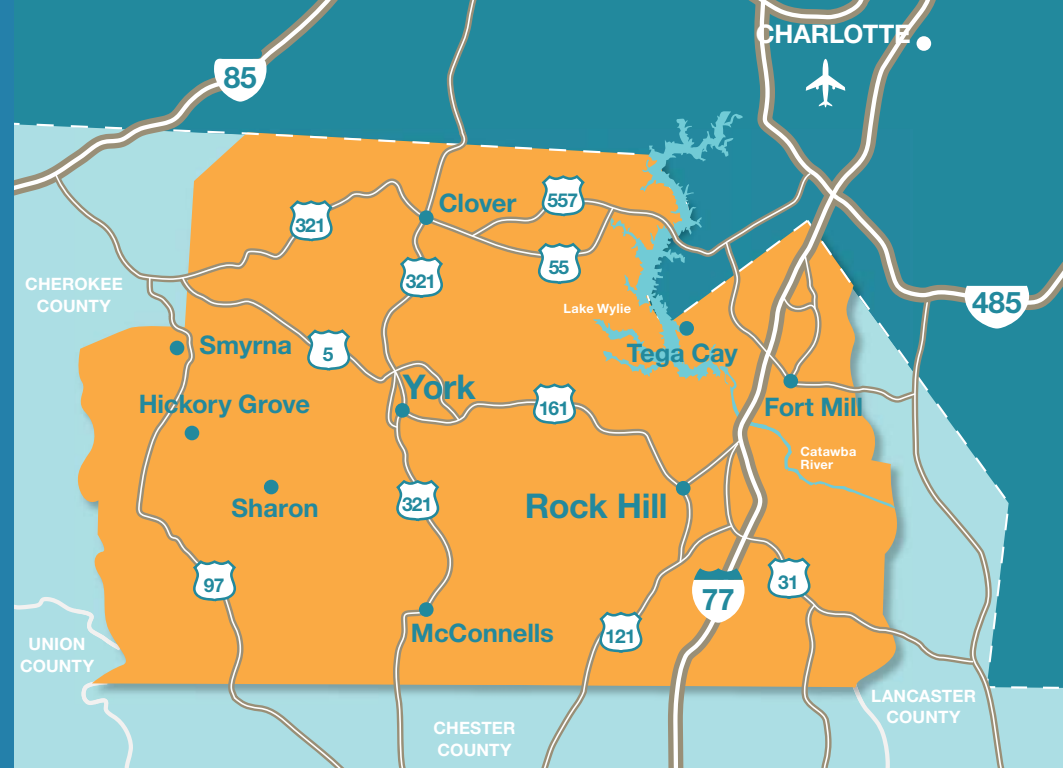 CHARLOTTE
85
Clover
557
321
55
321
CHEROKEE
COUNTY
485
Lake Wylie
Smyrna
5
Tega Cay
York
Hickory Grove
161
Fort Mill
Catawba
River
Sharon
321
Rock Hill
97
77
31
McConnells
121
UNION
COUNTY
LANCASTER
COUNTY
CHESTER
COUNTY